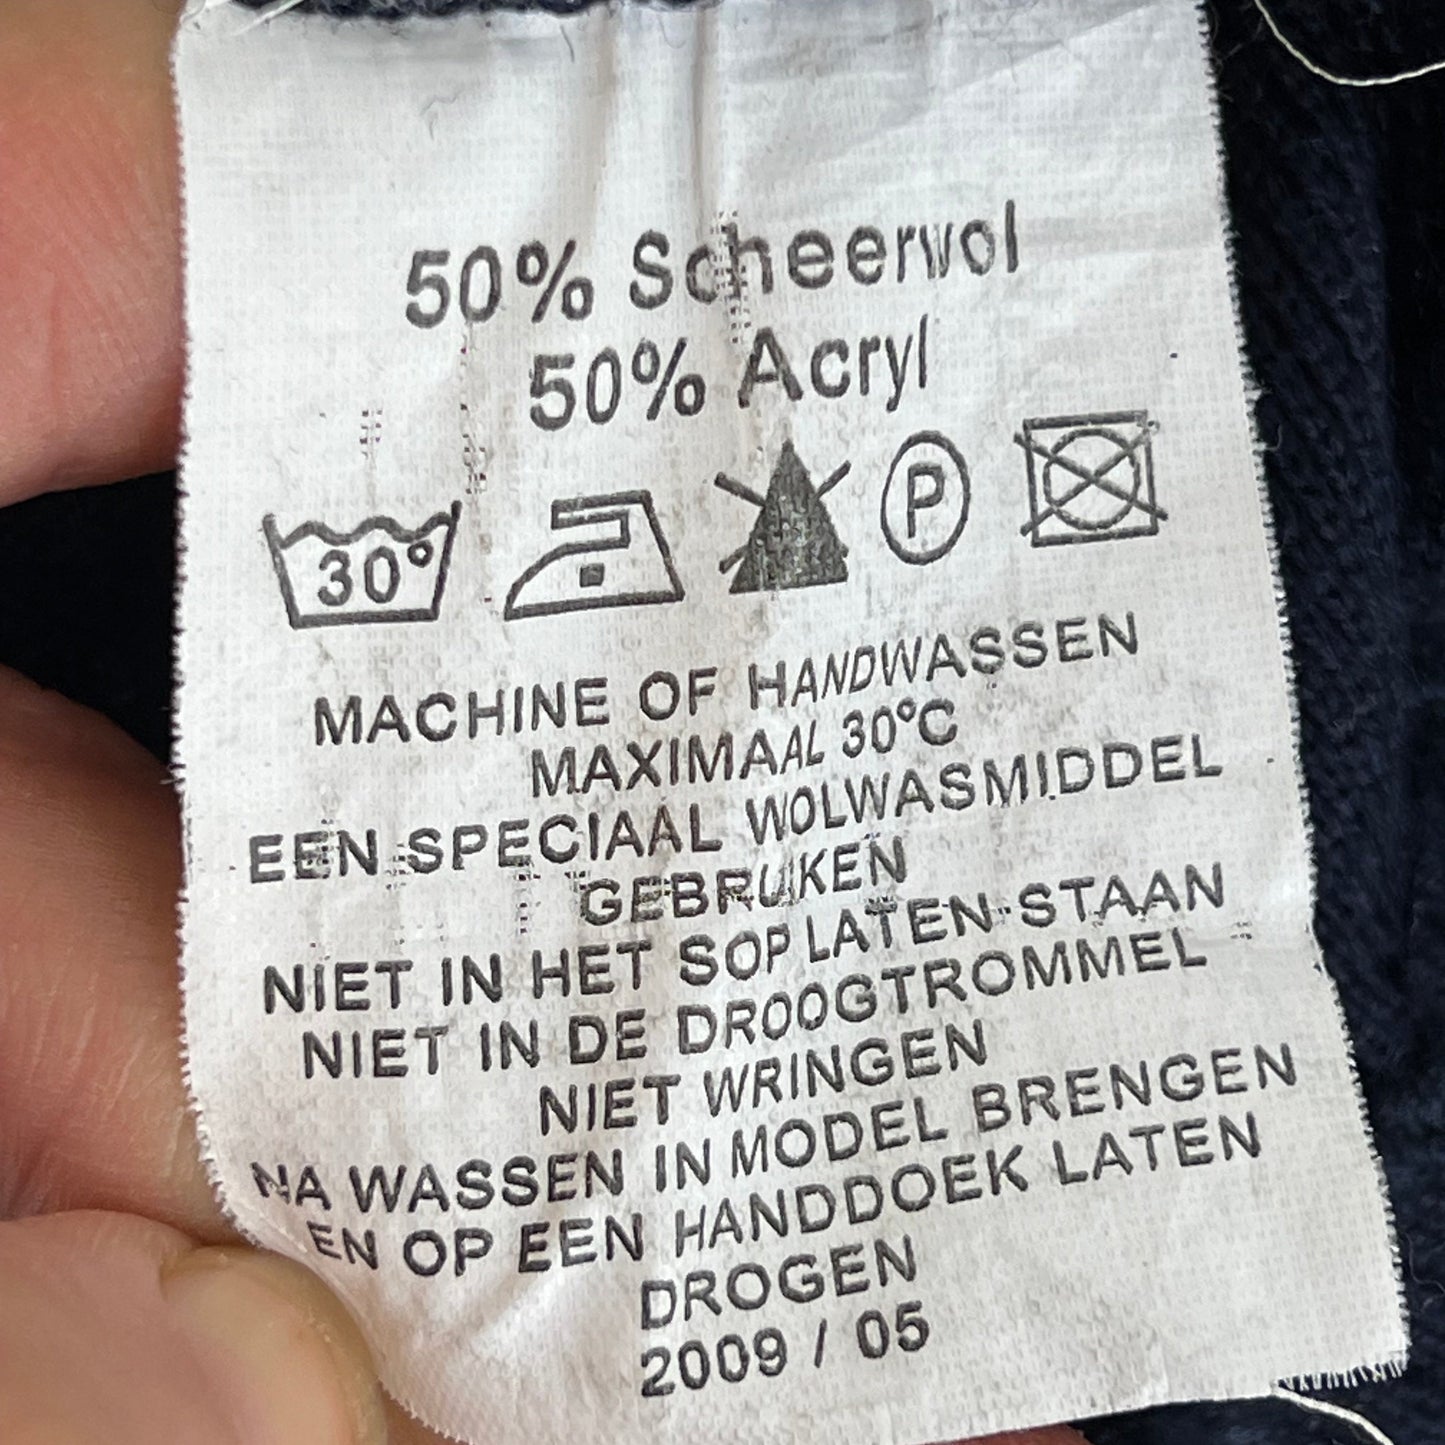 50% Scheerwol
50% Acryl
30° P
MACHINE OF HANDWASSEN
MAXIMAAL 30°C
EEN SPECIAAL WOLWASMIDDEL
GEBRUIKEN
NIET IN HET SOP LATEN STAAN
NIET IN DE DROOGTROMMEL
NIET WRINGEN
NA WASSEN IN MODEL BRENGEN
EN OP EEN HANDDOEK LATEN
DROGEN
2009 / 05